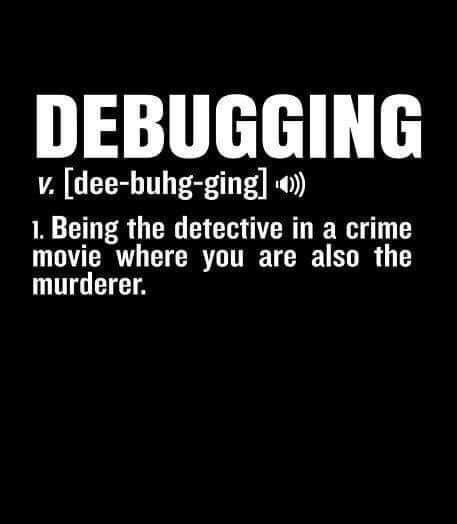 DEBUGGING
v. [dee-buhg-ging]
1. Being the detective in a crime
movie where you are also the
murderer.